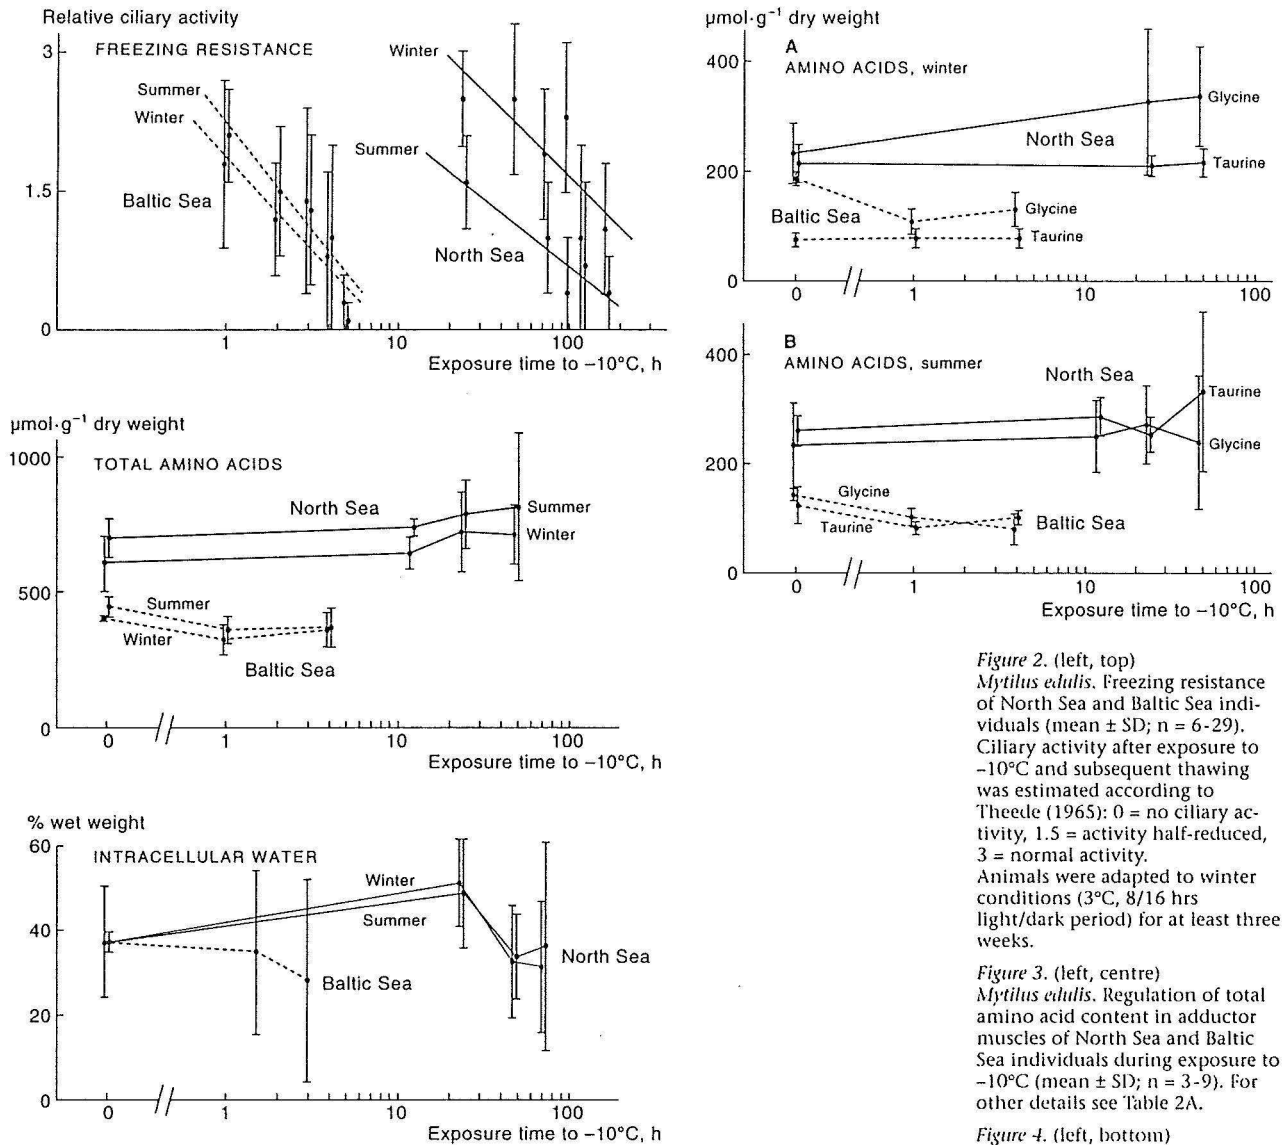 Relative ciliary activity
FREEZING RESISTANCE
3
1.5
0
Summer
Winter
Baltic Sea
Winter
Summer
North Sea
1
10
100
Exposure time to −10°C, h
µmol·g⁻¹ dry weight
TOTAL AMINO ACIDS
1000
500
0
North Sea
Summer
Winter
Summer
Winter
Baltic Sea
0
1
10
100
Exposure time to −10°C, h
% wet weight
INTRACELLULAR WATER
60
40
20
0
Winter
Summer
North Sea
Baltic Sea
0
1
10
100
Exposure time to −10°C, h
µmol·g⁻¹ dry weight
A
AMINO ACIDS, winter
400
200
0
Glycine
North Sea
Taurine
Baltic Sea
Glycine
Taurine
0
1
10
100
B
AMINO ACIDS, summer
400
200
0
North Sea
Taurine
Glycine
Glycine
Taurine
Baltic Sea
0
1
10
100
Exposure time to −10°C, h
Figure 2. (left, top)
Mytilus edulis. Freezing resistance
of North Sea and Baltic Sea indi-
viduals (mean ± SD; n = 6-29).
Ciliary activity after exposure to
−10°C and subsequent thawing
was estimated according to
Theede (1965): 0 = no ciliary ac-
tivity, 1.5 = activity half-reduced,
3 = normal activity.
Animals were adapted to winter
conditions (3°C, 8/16 hrs
light/dark period) for at least three
weeks.
Figure 3. (left, centre)
Mytilus edulis. Regulation of total
amino acid content in adductor
muscles of North Sea and Baltic
Sea individuals during exposure to
−10°C (mean ± SD; n = 3-9). For
other details see Table 2A.
Figure 4. (left, bottom)